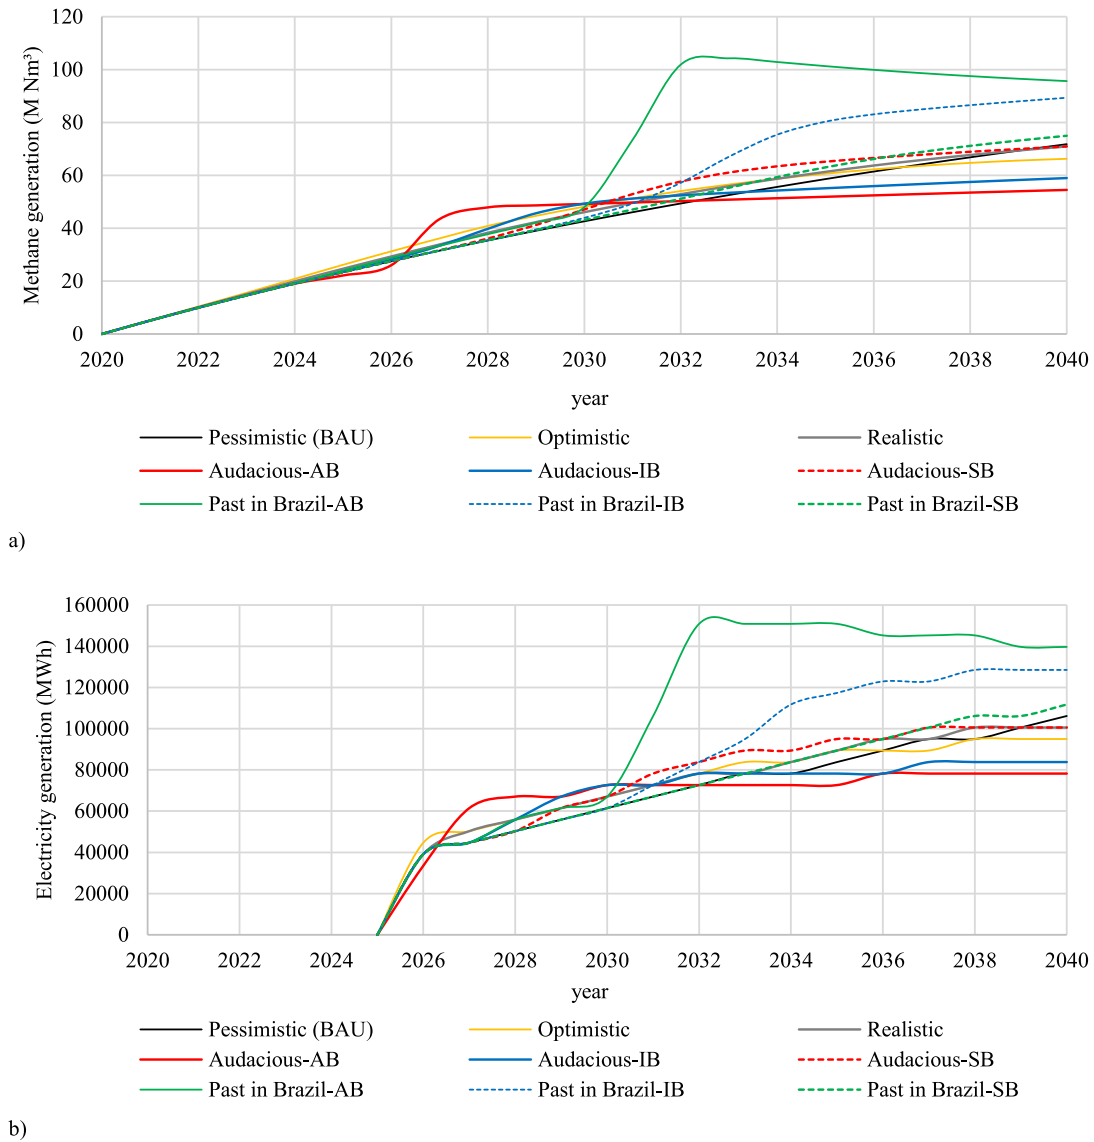 120
100
80
60
40
20
0
Methane generation (M Nm³)
2020 2022 2024 2026 2028 2030 2032 2034 2036 2038 2040
year
Pessimistic (BAU) Optimistic Realistic
Audacious-AB Audacious-IB Audacious-SB
Past in Brazil-AB Past in Brazil-IB Past in Brazil-SB
a)
160000
140000
120000
100000
80000
60000
40000
20000
0
Electricity generation (MWh)
2020 2022 2024 2026 2028 2030 2032 2034 2036 2038 2040
year
Pessimistic (BAU) Optimistic Realistic
Audacious-AB Audacious-IB Audacious-SB
Past in Brazil-AB Past in Brazil-IB Past in Brazil-SB
b)